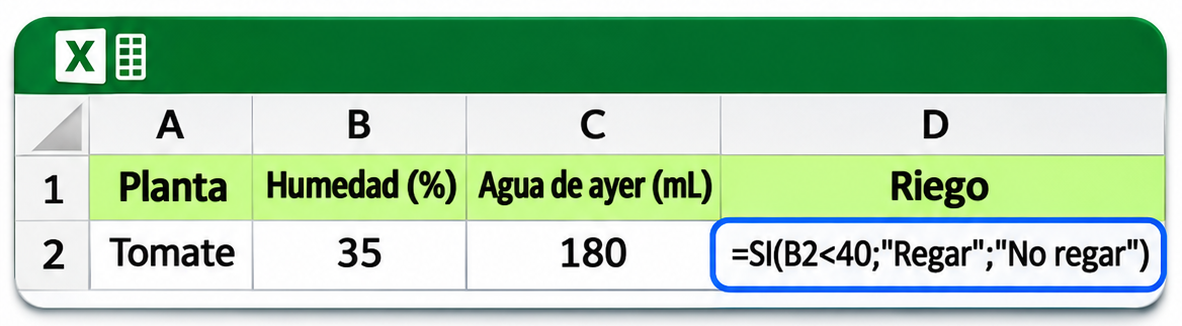 X
A B C D
1 Planta Humedad (%) Agua de ayer (mL) Riego
2 Tomate 35 180 =SI(B2<40;"Regar";"No regar")